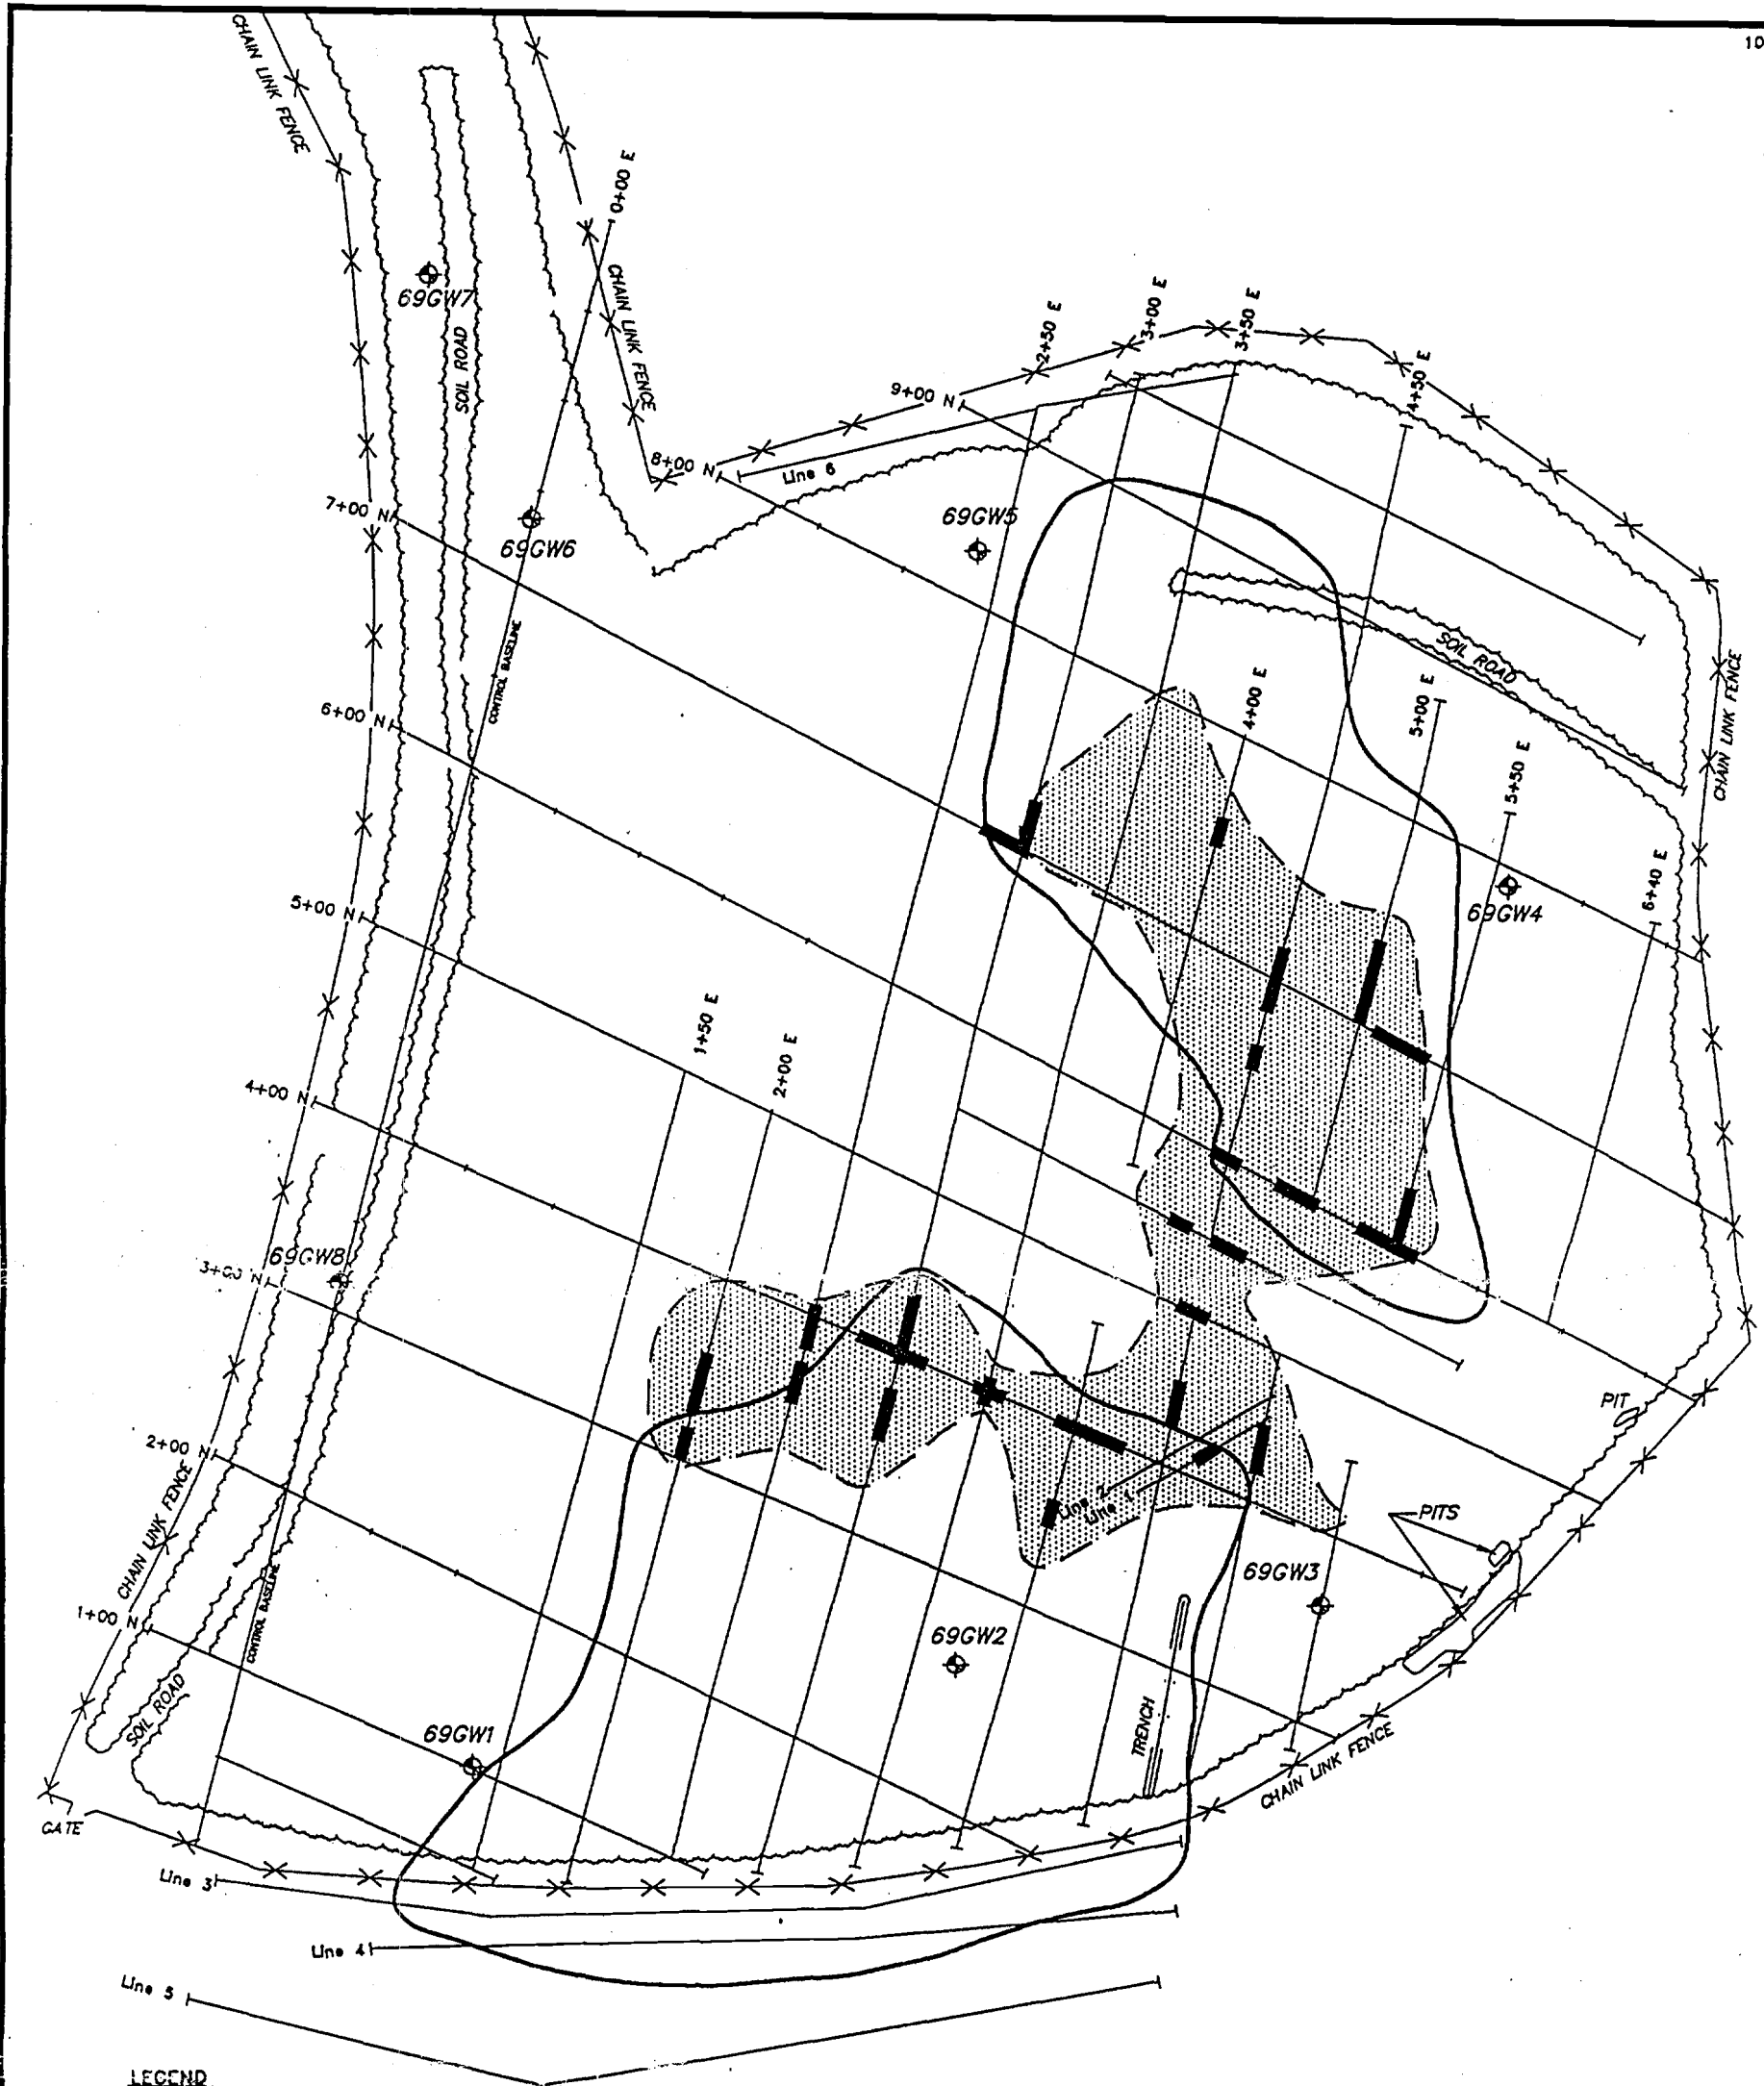 10
CHAIN LINK FENCE
0+00 E
CHAIN LINK FENCE
69GW7
SOIL ROAD
2+50 E
3+00 E
3+50 E
4+50 E
9+00 N
8+00 N
Line 6
7+00 N
69GW6
69GW5
CONTROL BASELINE
SOIL ROAD
CHAIN LINK FENCE
4+00 E
5+00 E
6+00 N
5+50 E
69GW4
6+40 E
5+00 N
1+50 E
2+00 E
4+00 N
69GW8
3+00 N
PIT
2+00 N
Line 2
Line 1
PITS
CHAIN LINK FENCE
69GW3
CONTROL BASELINE
1+00 N
69GW2
SOIL ROAD
69GW1
TRENCH
CHAIN LINK FENCE
GATE
Line 3
Line 4
Line 5
LEGEND